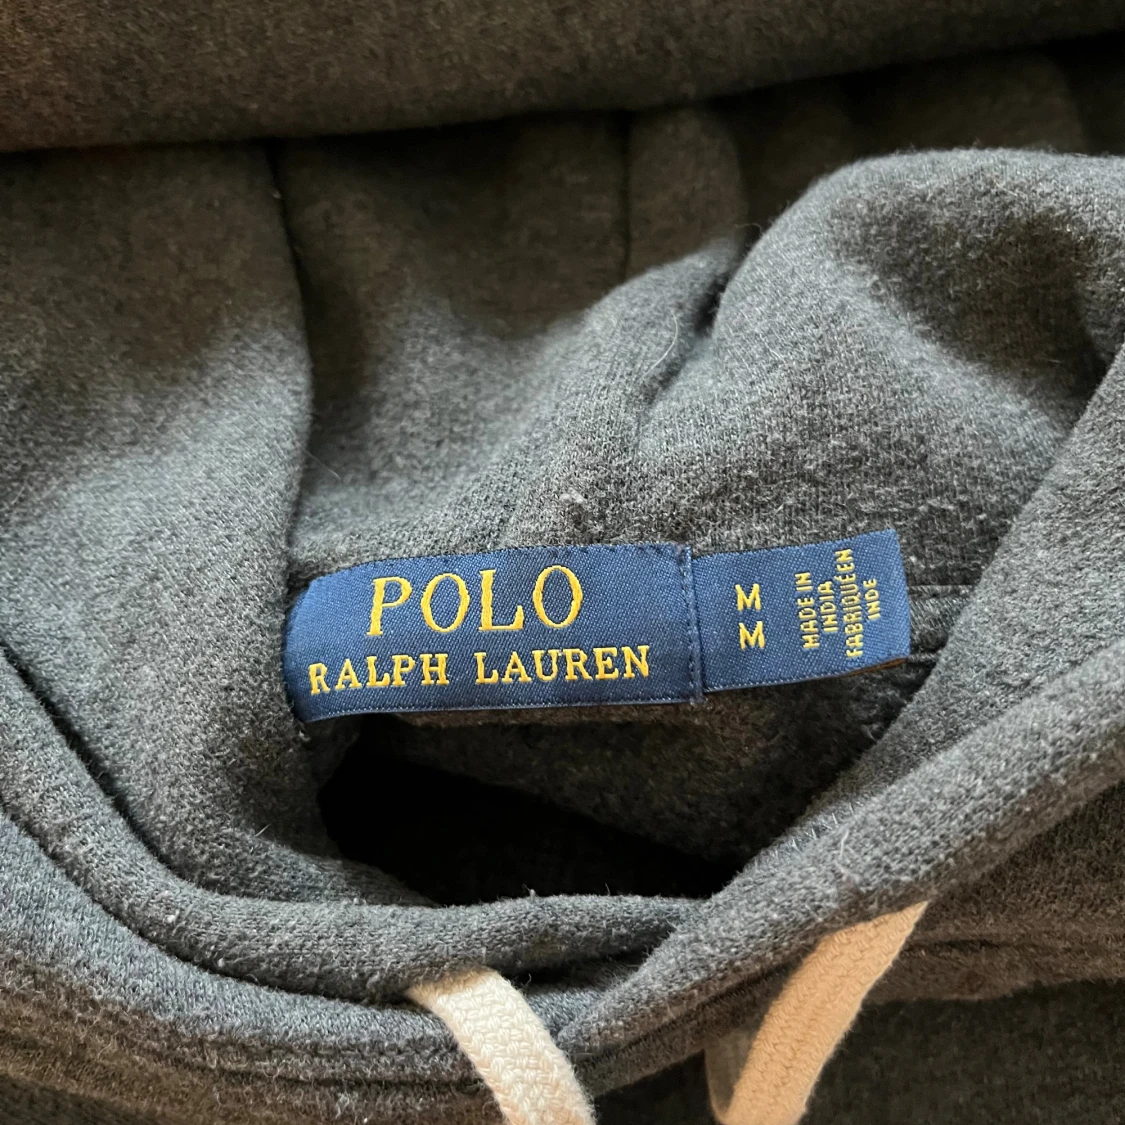 POLO
RALPH LAUREN
M
M
MADE IN
INDIA
FABRIQUÉ EN
INDE